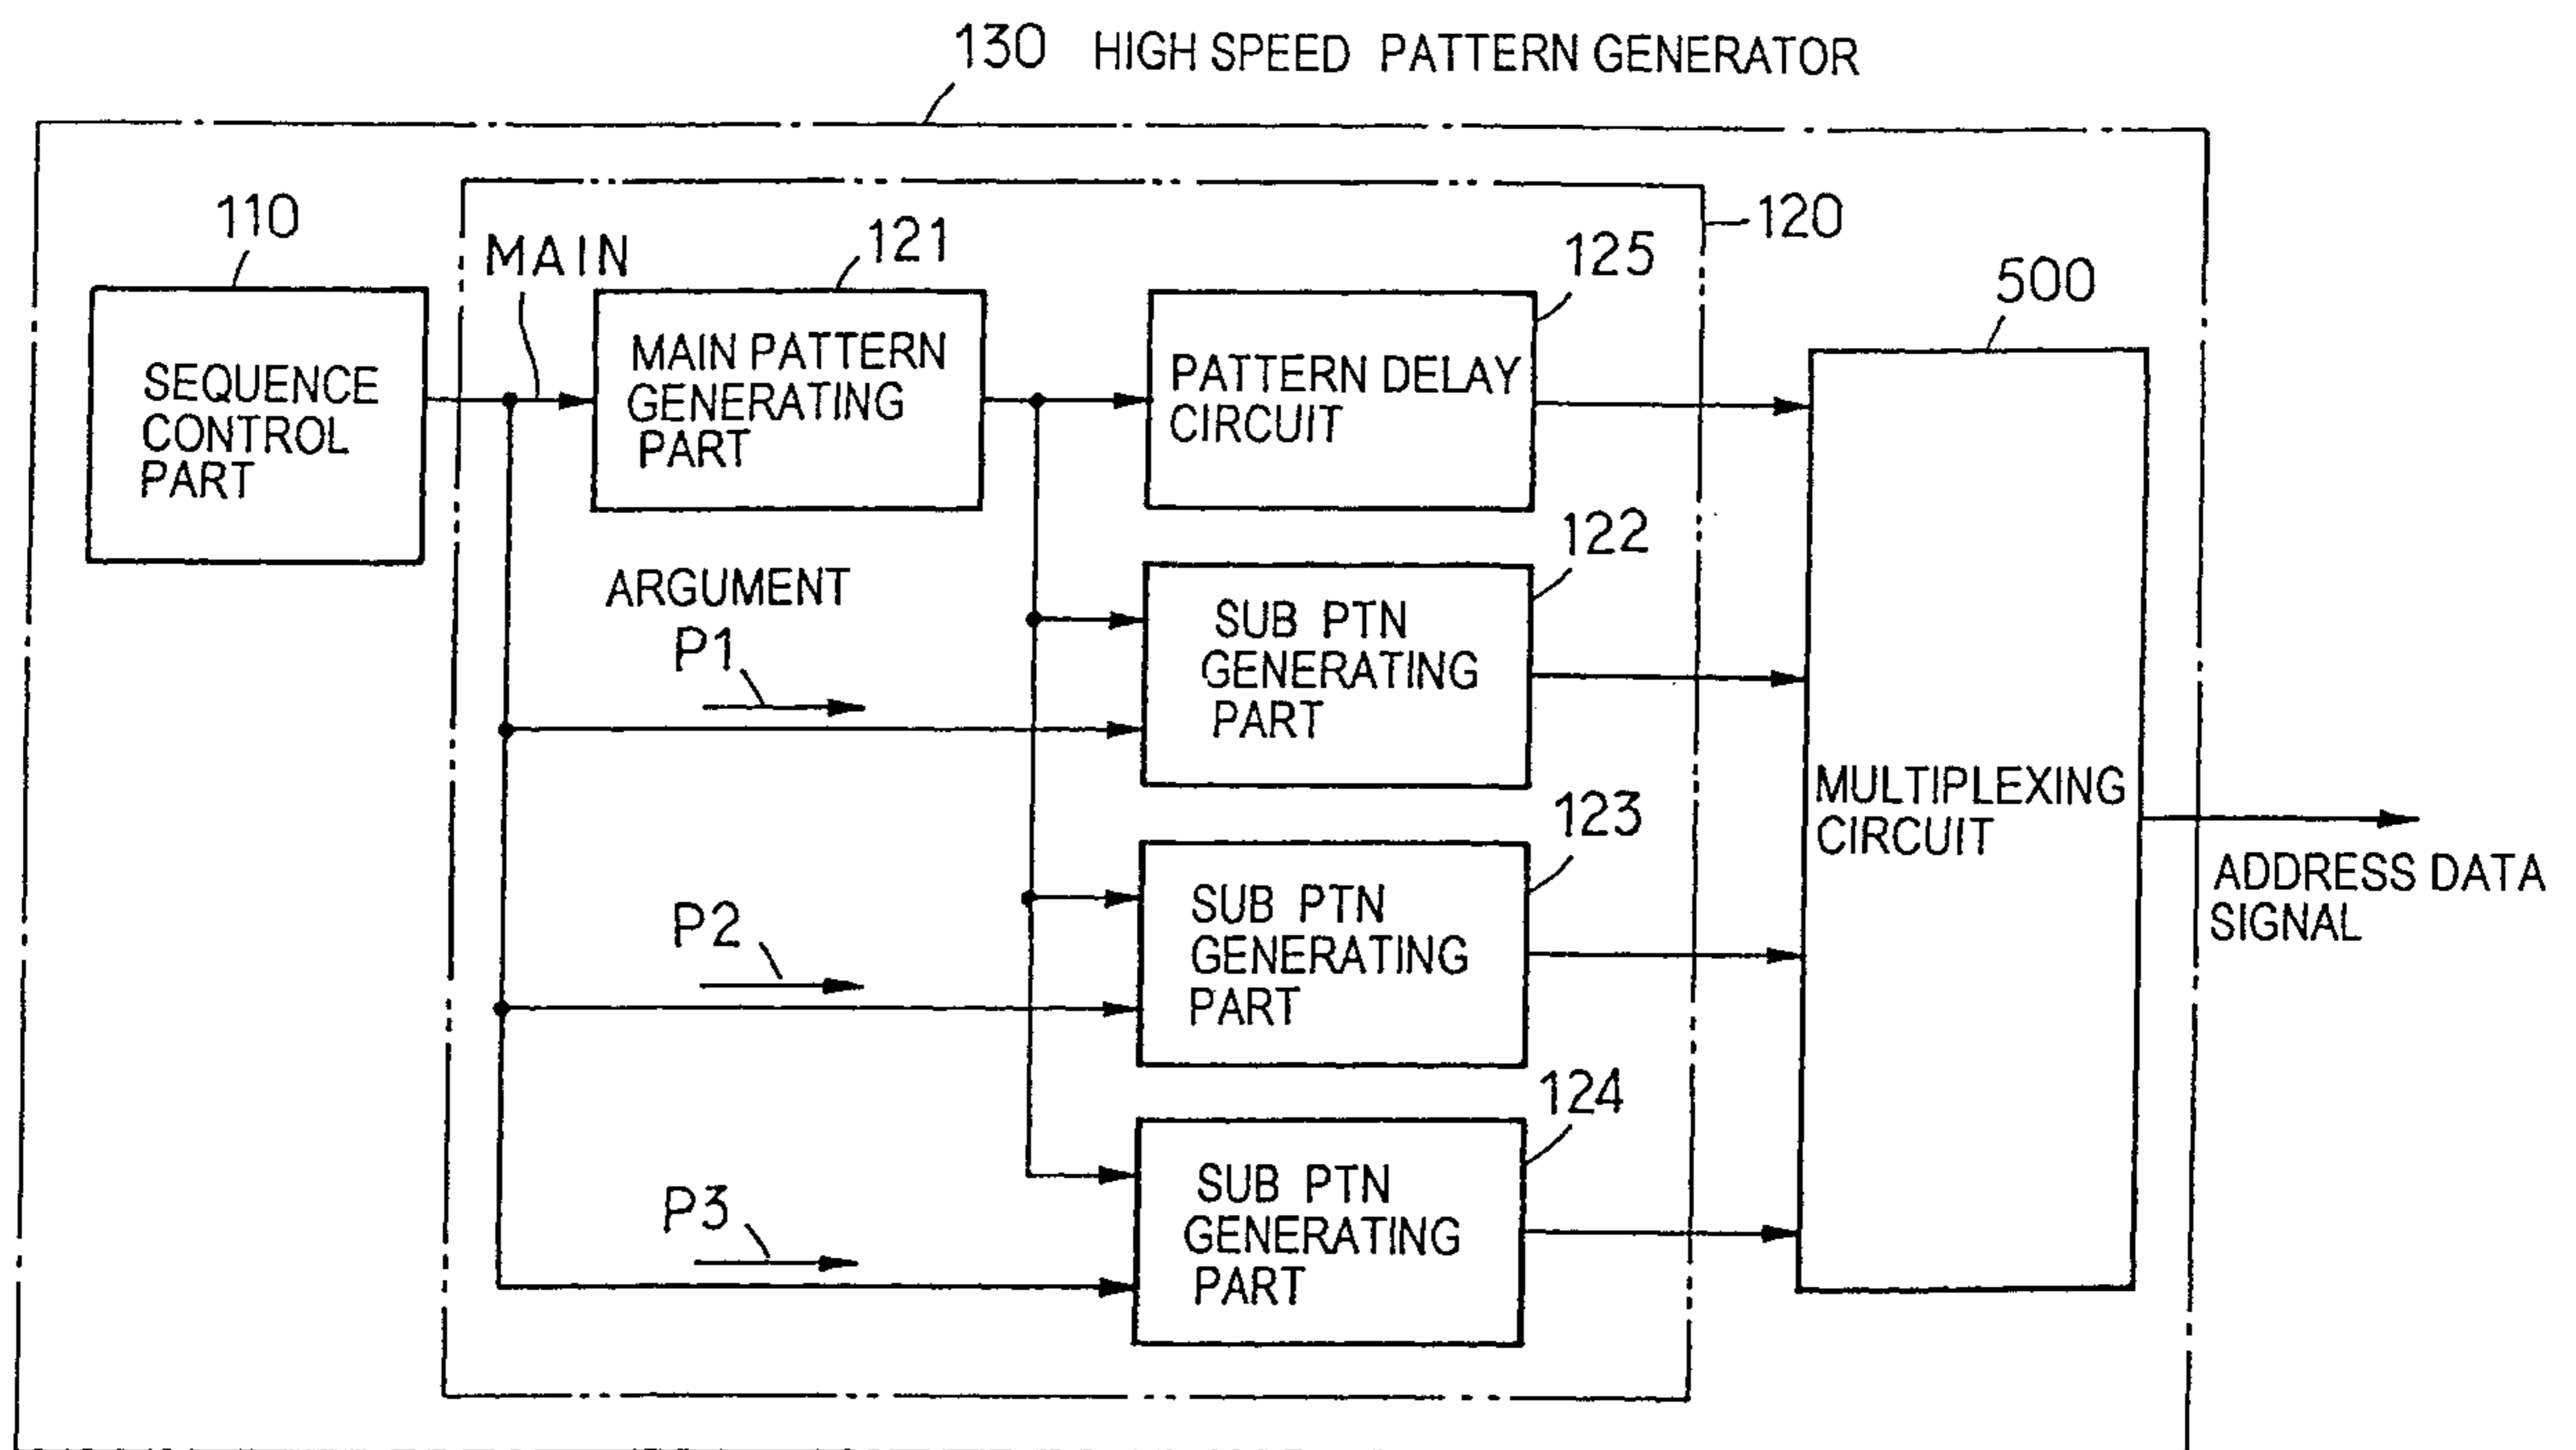 130 HIGH SPEED PATTERN GENERATOR
110
MAIN
121
125
120
500
SEQUENCE
CONTROL
PART
MAIN PATTERN
GENERATING
PART
PATTERN DELAY
CIRCUIT
122
ARGUMENT
P1
SUB PTN
GENERATING
PART
123
MULTIPLEXING
CIRCUIT
ADDRESS DATA
SIGNAL
P2
SUB PTN
GENERATING
PART
124
P3
SUB PTN
GENERATING
PART